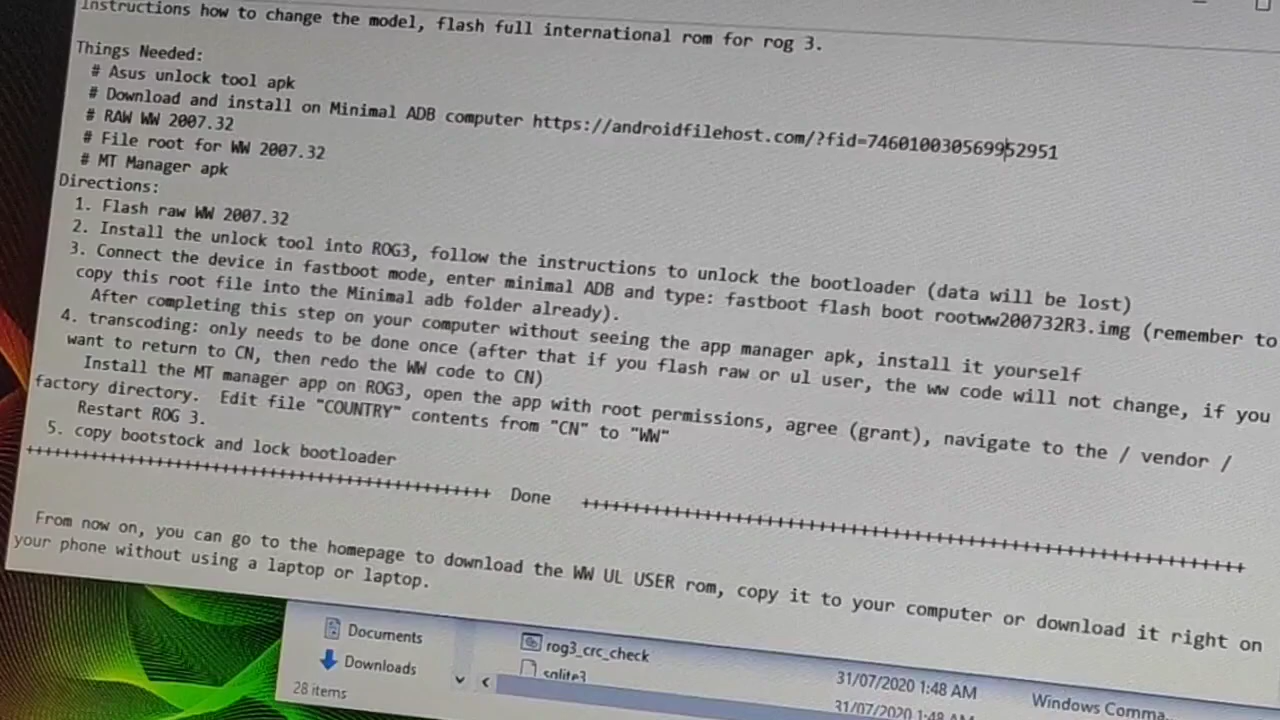 Instructions how to change the model, flash full international rom for rog 3.
Things Needed:
# Asus unlock tool apk
# Download and install on Minimal ADB computer https://androidfilehost.com/?fid=746010030569952951
# RAW WW 2007.32
# File root for WW 2007.32
# MT Manager apk
Directions:
1. Flash raw WW 2007.32
2. Install the unlock tool into ROG3, follow the instructions to unlock the bootloader (data will be lost)
3. Connect the device in fastboot mode, enter minimal ADB and type: fastboot flash boot rootww200732R3.img (remember to
copy this root file into the Minimal adb folder already).
After completing this step on your computer without seeing the app manager apk, install it yourself
4. transcoding: only needs to be done once (after that if you flash raw or ul user, the ww code will not change, if you
want to return to CN, then redo the WW code to CN)
Install the MT manager app on ROG3, open the app with root permissions, agree (grant), navigate to the / vendor /
factory directory. Edit file "COUNTRY" contents from "CN" to "WW"
Restart ROG 3.
5. copy bootstock and lock bootloader
++++++++++++++++++++++++++++++++++++++++++++++++++ Done ++++++++++++++++++++++++++++++++++++++++++++++++++++++++++++++++++++++++
From now on, you can go to the homepage to download the WW UL USER rom, copy it to your computer or download it right on
your phone without using a laptop or laptop.
Documents
rog3_crc_check
31/07/2020 1:48 AM
Windows Comma...
Downloads
sqlite3
31/07/2020 1:48 AM
28 items